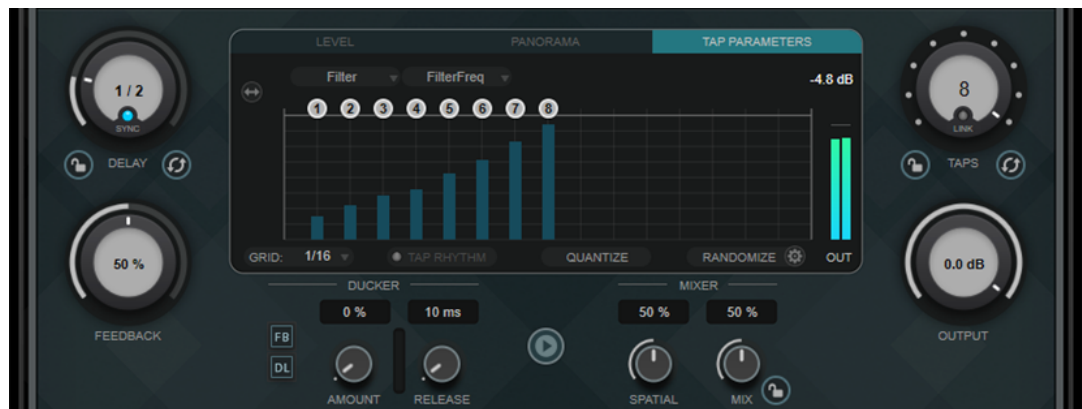 LEVEL PANORAMA TAP PARAMETERS
Filter FilterFreq -4.8 dB
1 / 2
SYNC
DELAY
1 2 3 4 5 6 7 8
8
LINK
TAPS
GRID: 1/16 TAP RHYTHM QUANTIZE RANDOMIZE OUT
50 %
FEEDBACK
DUCKER
0 % 10 ms
FB
DL
AMOUNT RELEASE
MIXER
50 % 50 %
SPATIAL MIX
0.0 dB
OUTPUT